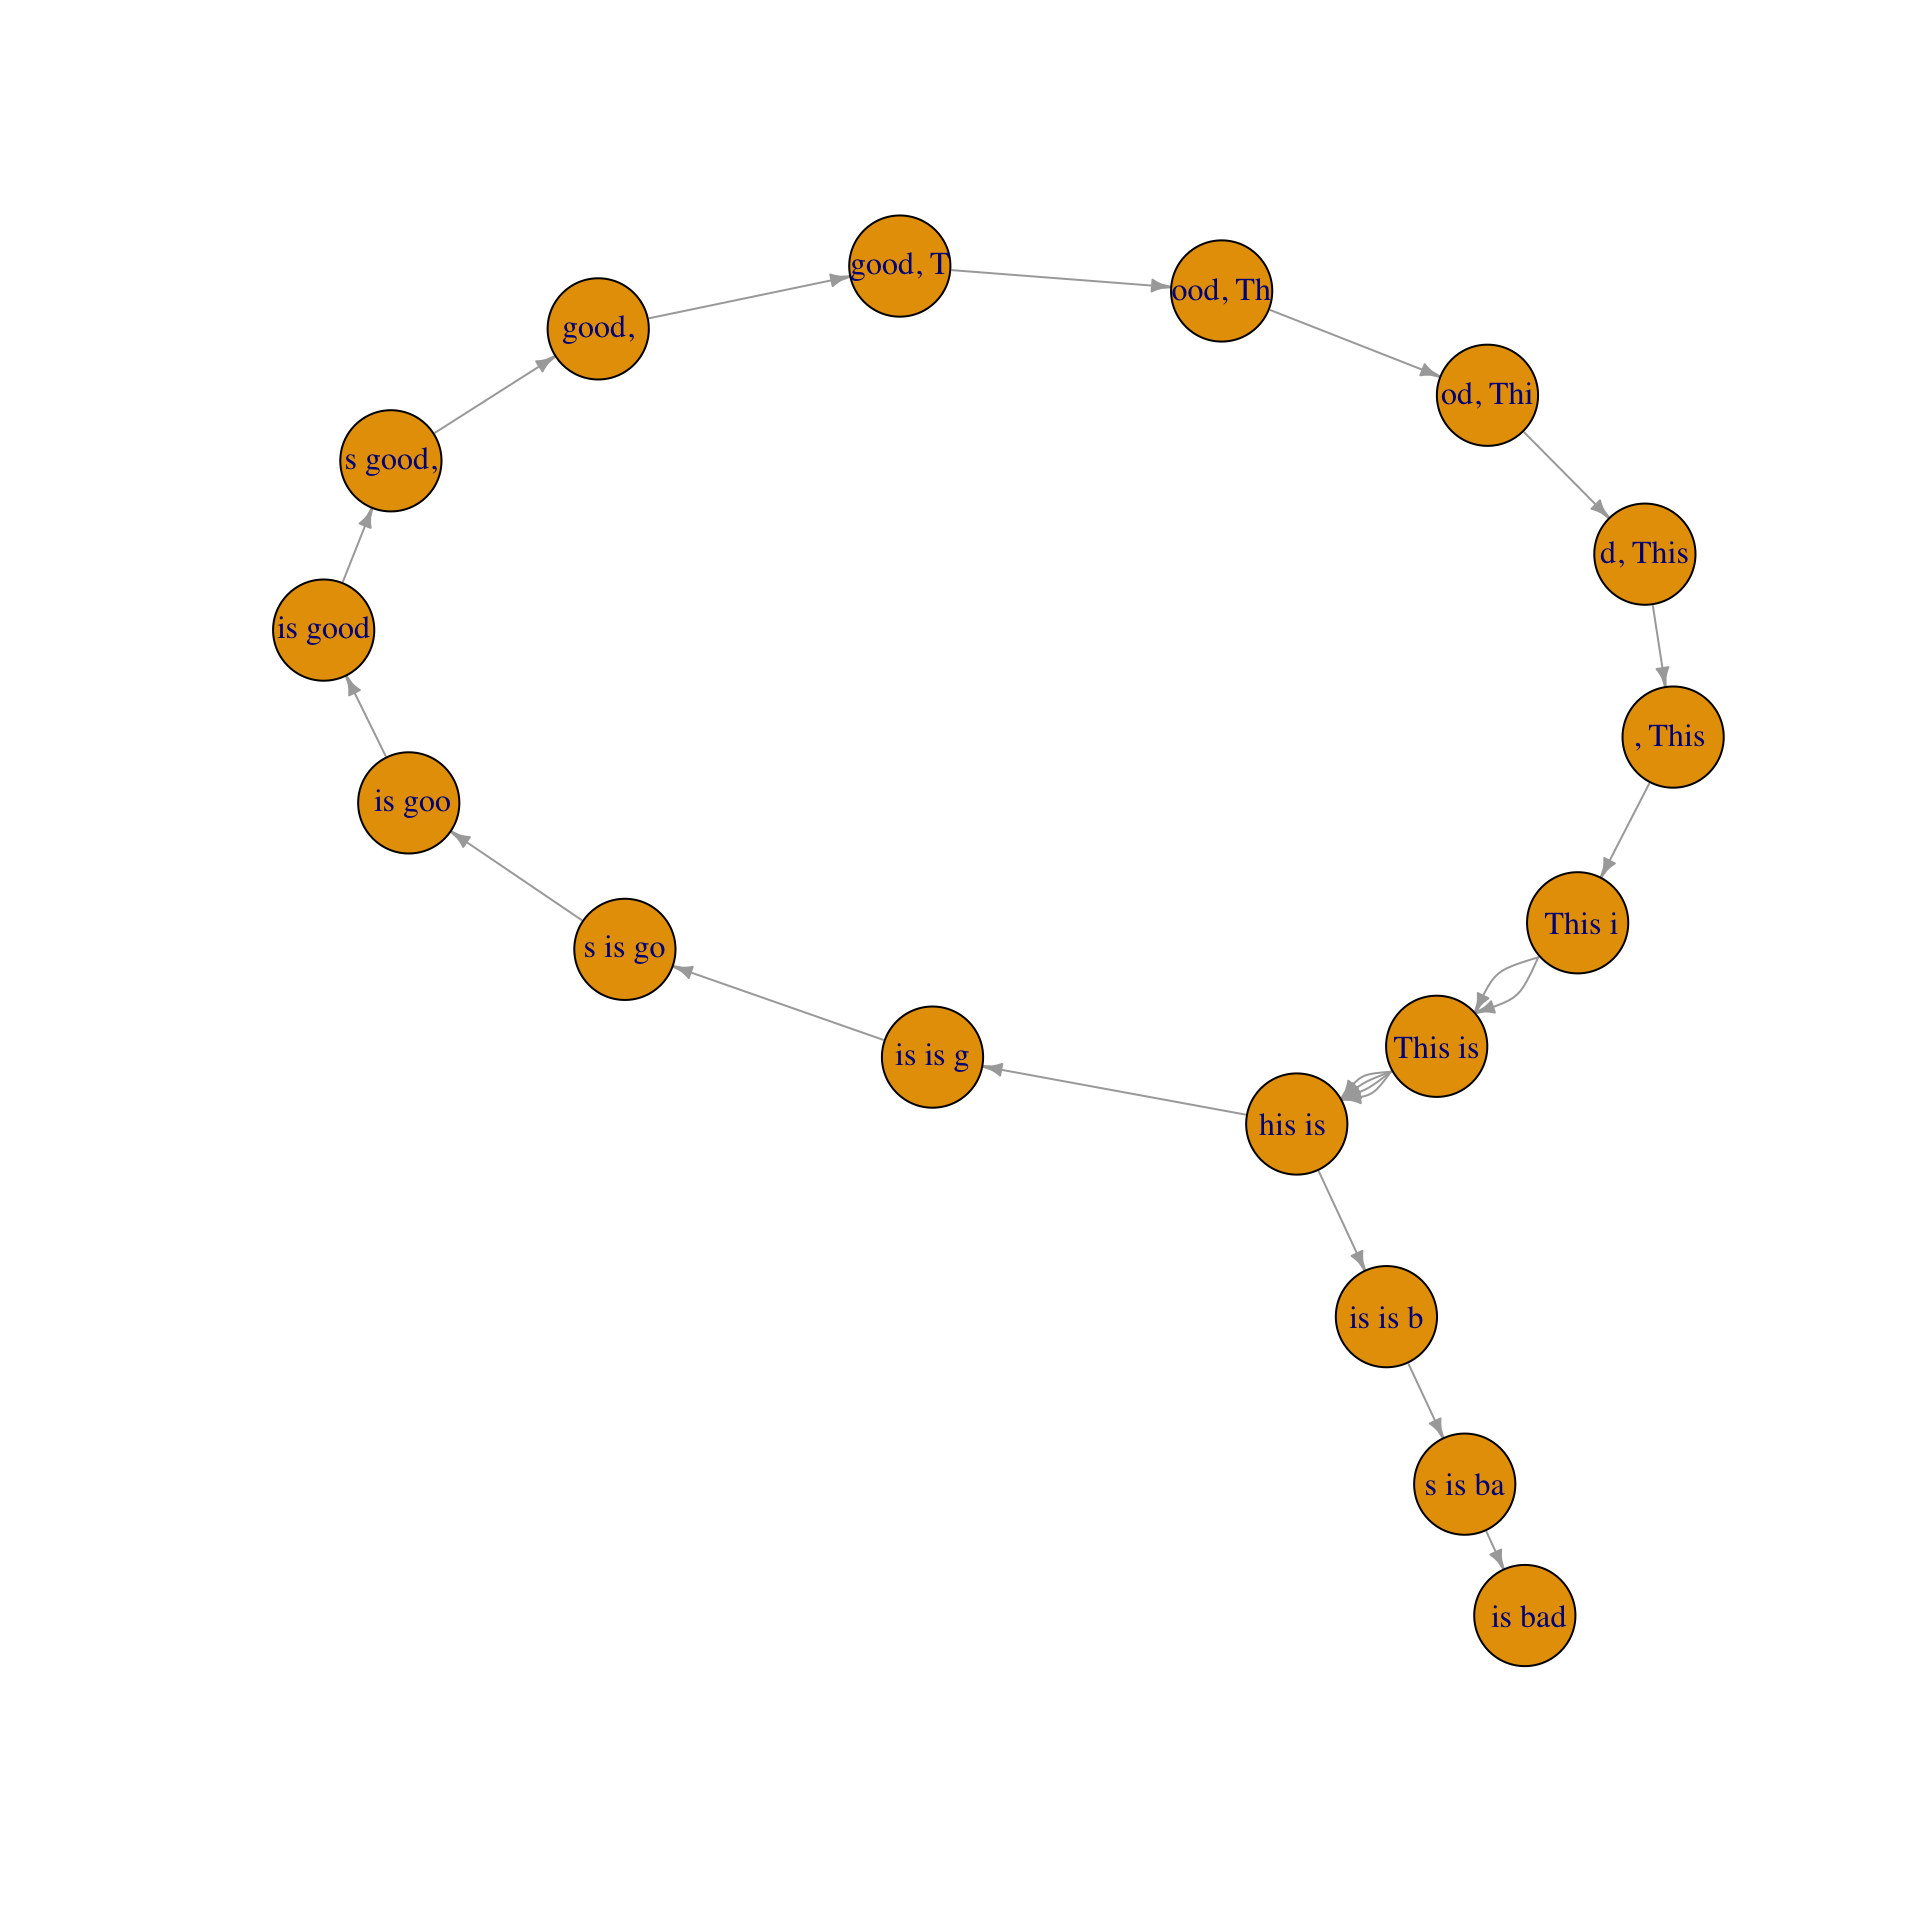 good, T
ood, Th
good,
od, Thi
s good,
d, This
is good
, This
is goo
This i
s is go
This is
is is g
his is
is is b
s is ba
is bad